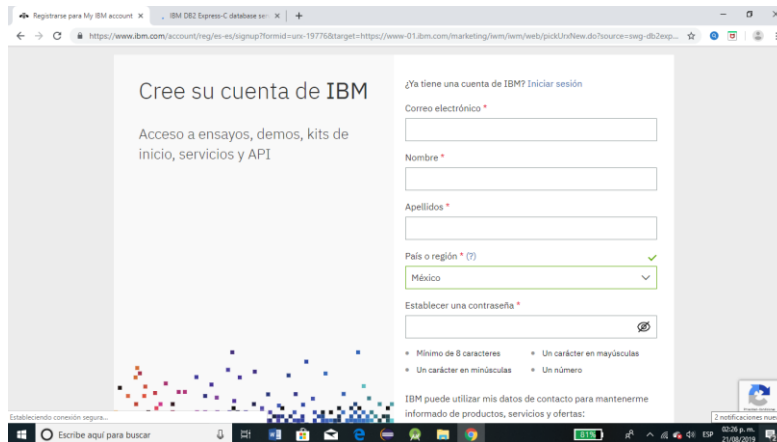 Registrarse para My IBM account
IBM DB2 Express-C database ser
https://www.ibm.com/account/reg/es-es/signup?formid=urx-19776&target=https://www-01.ibm.com/marketing/iwm/iwm/web/pickUrxNew.do?source=swg-db2exp...
Cree su cuenta de IBM
Acceso a ensayos, demos, kits de
inicio, servicios y API
¿Ya tiene una cuenta de IBM? Iniciar sesión
Correo electrónico *
Nombre *
Apellidos *
País o región * (?)
México
Establecer una contraseña *
Mínimo de 8 caracteres
Un carácter en mayúsculas
Un carácter en minúsculas
Un número
IBM puede utilizar mis datos de contacto para mantenerme
informado de productos, servicios y ofertas:
Estableciendo conexión segura...
2 notificaciones nue
Escribe aquí para buscar
81%
ESP
02:26 p. m.
21/08/2019